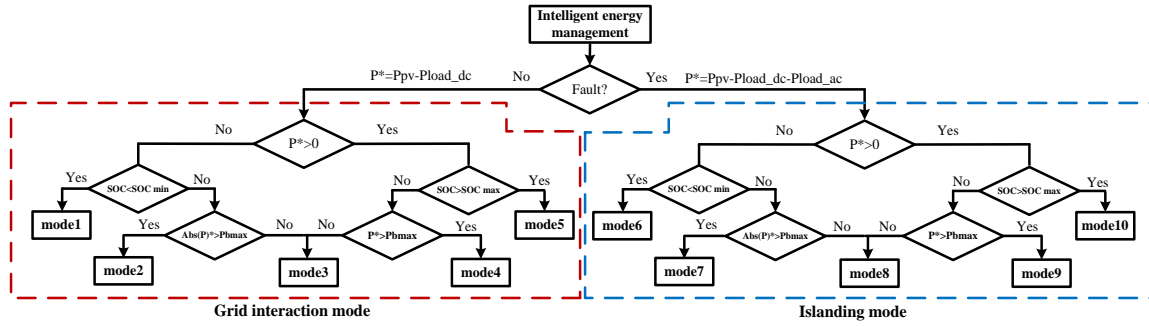 Intelligent energy
management
P*=Ppv-Pload_dc
No
Fault?
Yes
P*=Ppv-Pload_dc-Pload_ac
No
P*>0
Yes
No
P*>0
Yes
Yes
SOC<SOC min
No
No
SOC>SOC max
Yes
Yes
SOC<SOC min
No
No
SOC>SOC max
Yes
mode1
Yes
Abs(P)*>Pbmax
No
No
P*>Pbmax
Yes
mode5
mode6
Yes
Abs(P)*>Pbmax
No
No
P*>Pbmax
Yes
mode10
mode2
mode3
mode4
mode7
mode8
mode9
Grid interaction mode
Islanding mode